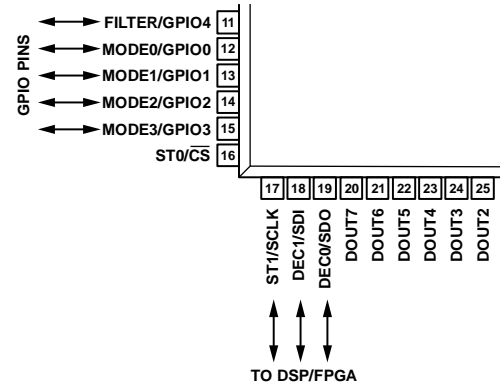 GPIO PINS
FILTER/GPIO4 11
MODE0/GPIO0 12
MODE1/GPIO1 13
MODE2/GPIO2 14
MODE3/GPIO3 15
ST0/CS 16
17 18 19 20 21 22 23 24 25
ST1/SCLK
DEC1/SDI
DEC0/SDO
DOUT7
DOUT6
DOUT5
DOUT4
DOUT3
DOUT2
TO DSP/FPGA